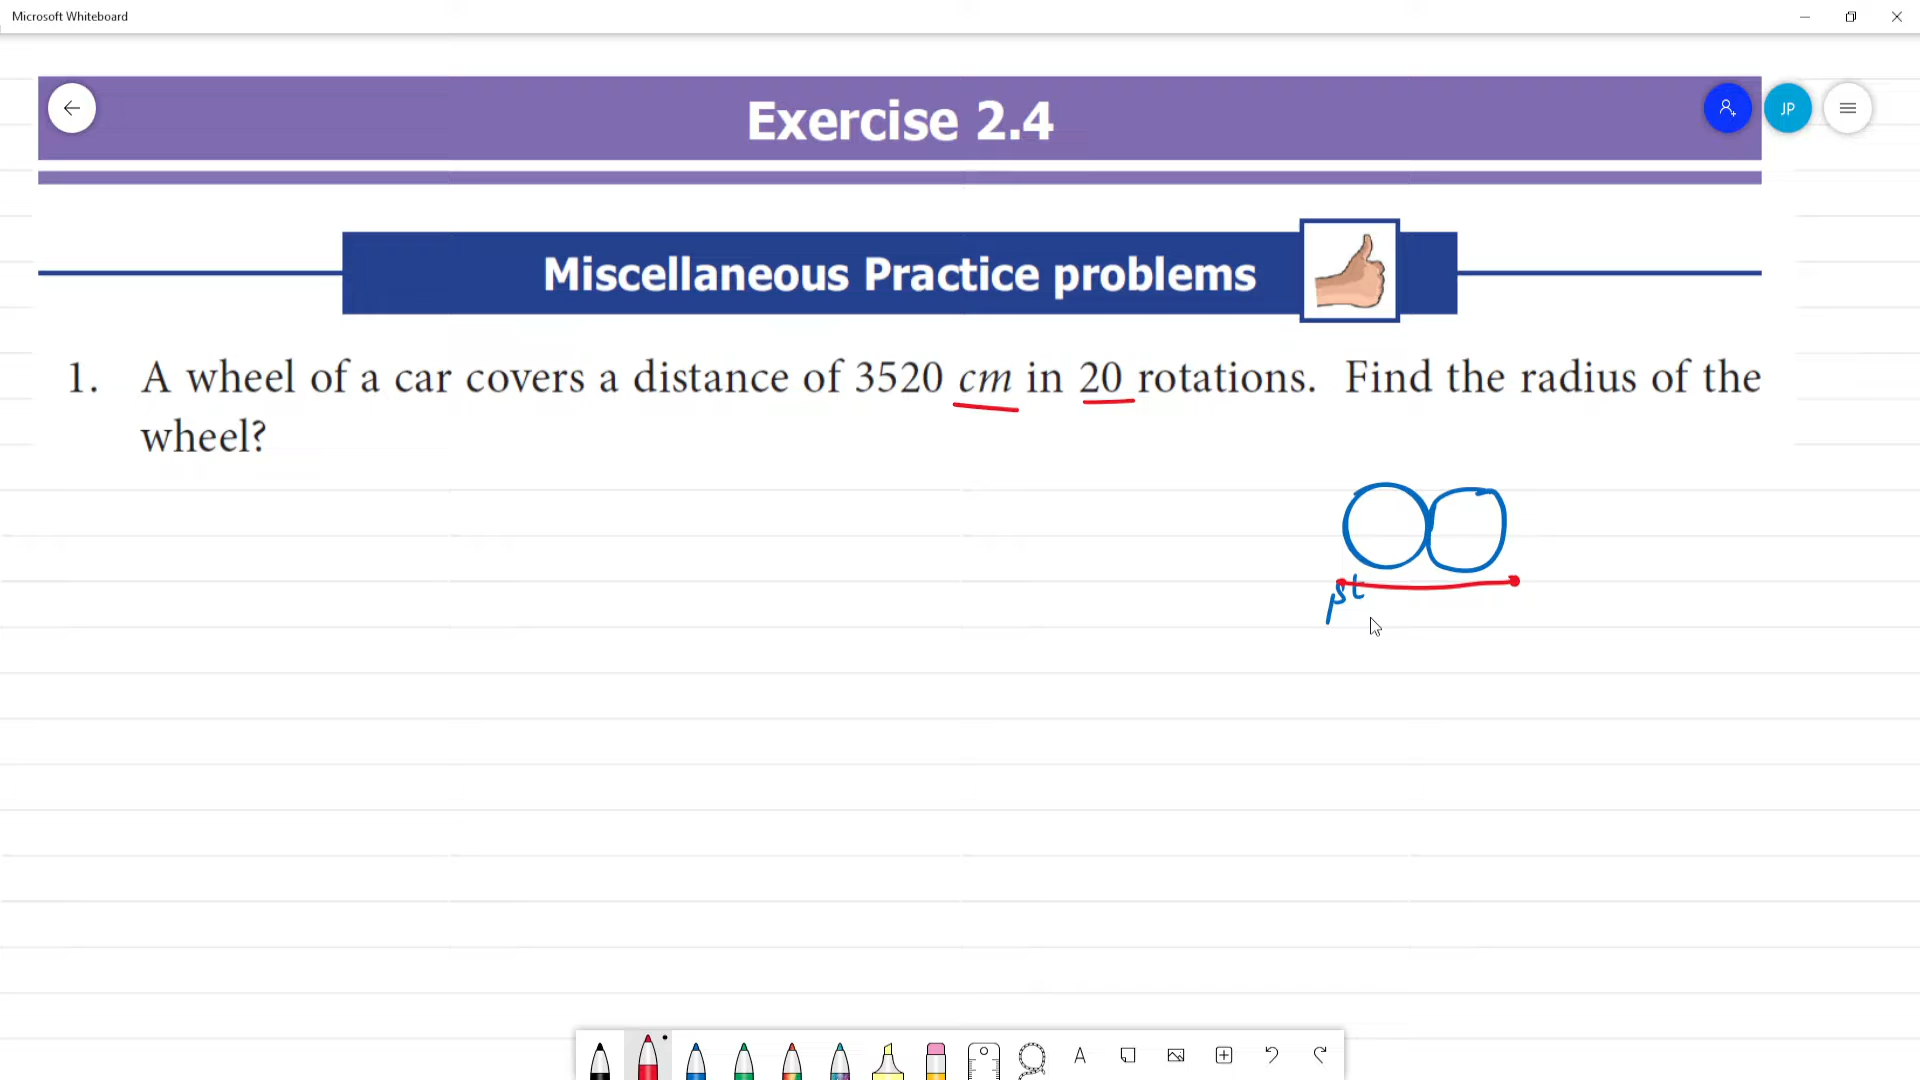 Microsoft Whiteboard
Exercise 2.4
JP
Miscellaneous Practice problems
1. A wheel of a car covers a distance of 3520 cm in 20 rotations. Find the radius of the
wheel?
A